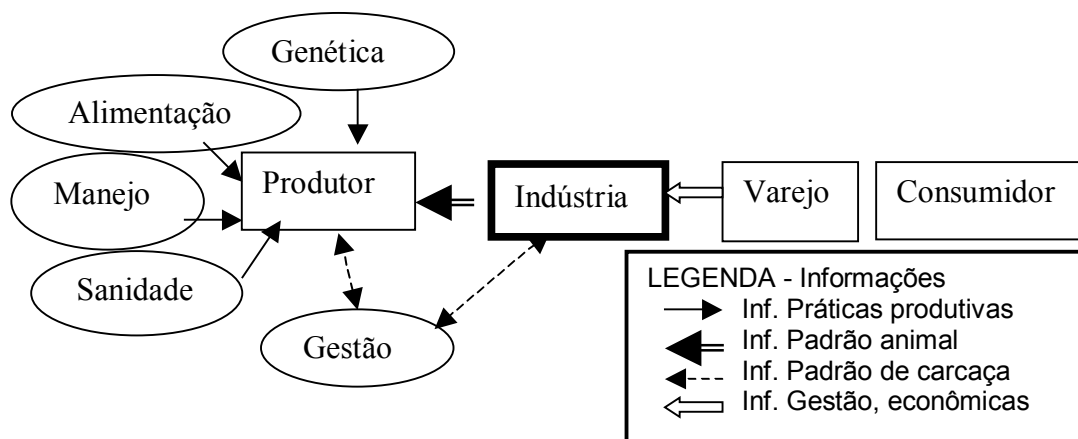 Genética
Alimentação
Manejo
Sanidade
Produtor
Gestão
Indústria
Varejo
Consumidor
LEGENDA - Informações
Inf. Práticas produtivas
Inf. Padrão animal
Inf. Padrão de carcaça
Inf. Gestão, econômicas